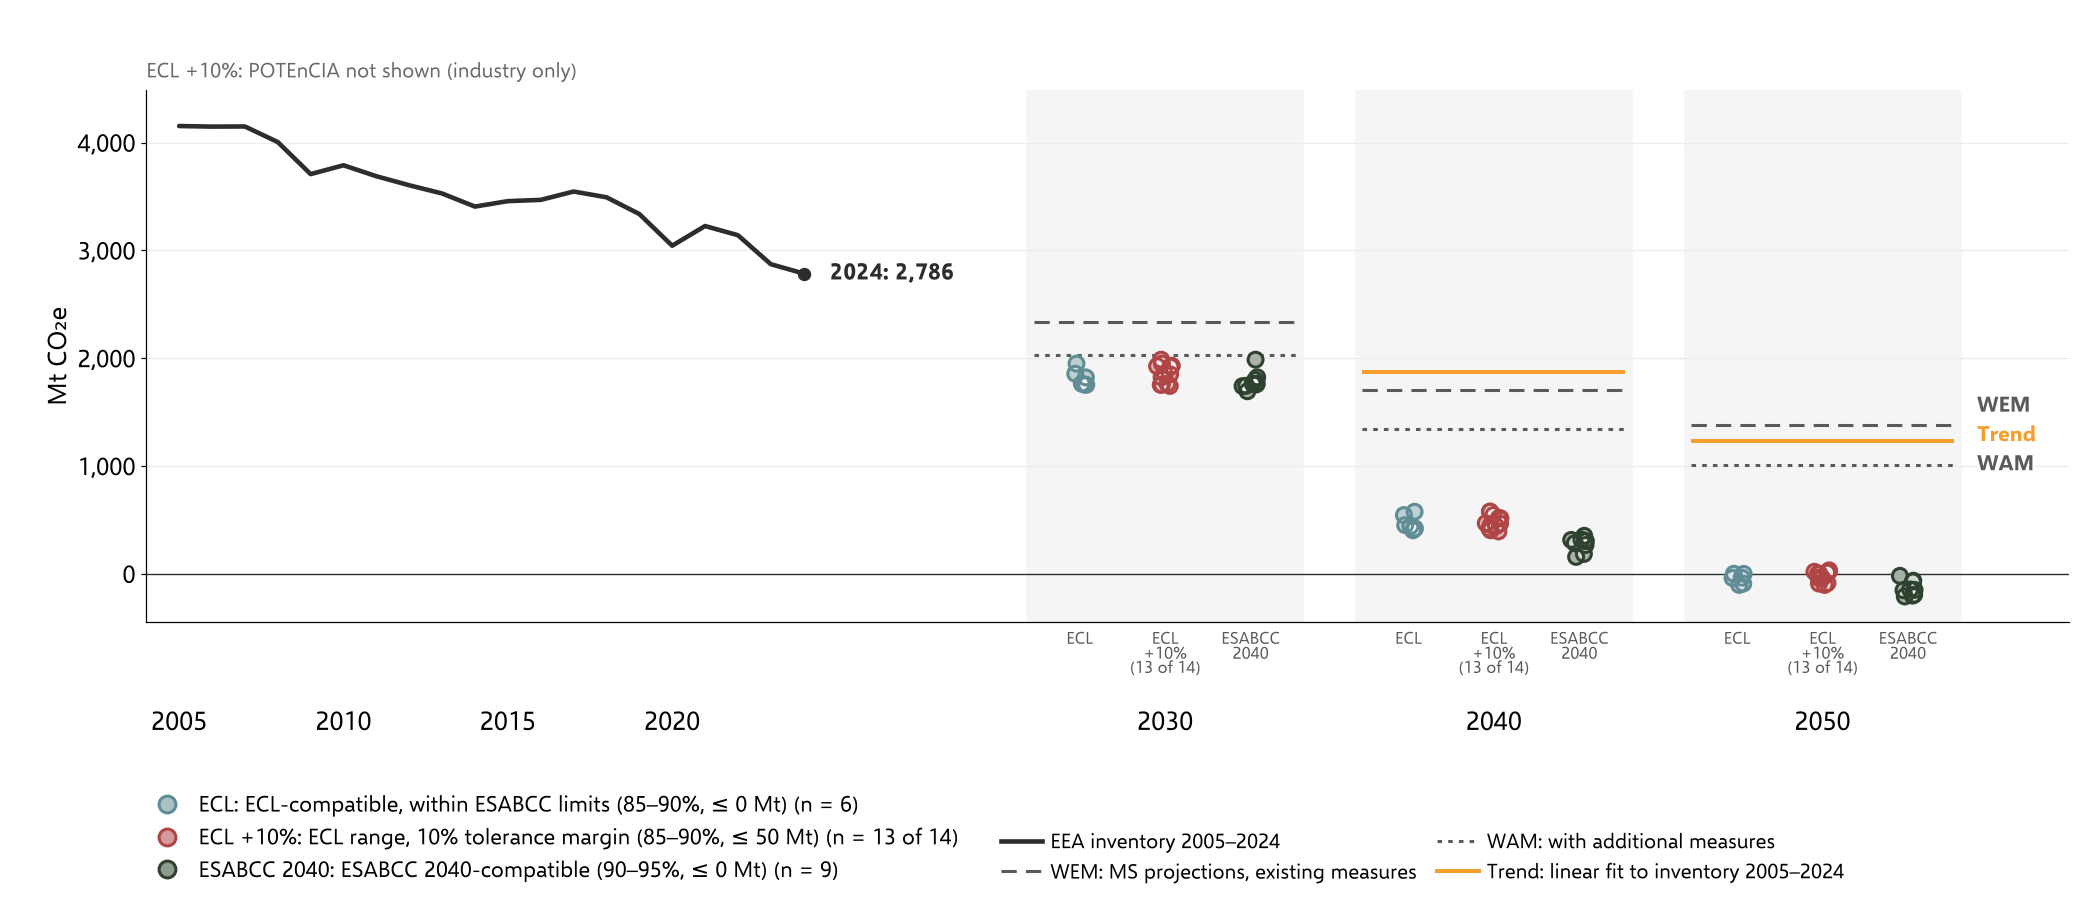 ECL +10%: POTEnCIA not shown (industry only)
4,000
3,000
2,000
1,000
0
Mt CO₂e
2024: 2,786
WEM
Trend
WAM
ECL
ECL
+10%
(13 of 14)
ESABCC
2040
ECL
ECL
+10%
(13 of 14)
ESABCC
2040
ECL
ECL
+10%
(13 of 14)
ESABCC
2040
2005 2010 2015 2020 2030 2040 2050
ECL: ECL-compatible, within ESABCC limits (85–90%, ≤ 0 Mt) (n = 6)
ECL +10%: ECL range, 10% tolerance margin (85–90%, ≤ 50 Mt) (n = 13 of 14)
ESABCC 2040: ESABCC 2040-compatible (90–95%, ≤ 0 Mt) (n = 9)
EEA inventory 2005–2024
WEM: MS projections, existing measures
WAM: with additional measures
Trend: linear fit to inventory 2005–2024